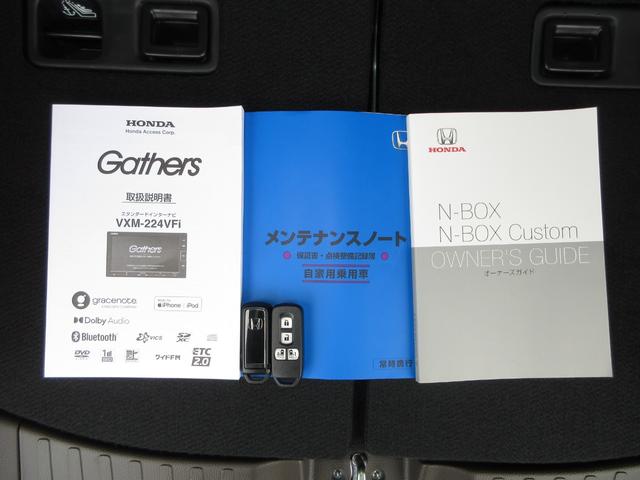 HONDA
Honda Access Corp.
Gathers
取扱説明書
スタンダードインターナビ
VXM-224VFi
Gathers
gracenote
iPhone | iPod
Dolby Audio
Bluetooth
VICS
SD XC
DVD
1seg
ワイドFM
ETC
2.0
メンテナンスノート
保証書・点検整備記録簿
自家用乗用車
常時携行
HONDA
N-BOX
N-BOX Custom
OWNER'S GUIDE
オーナーズガイド